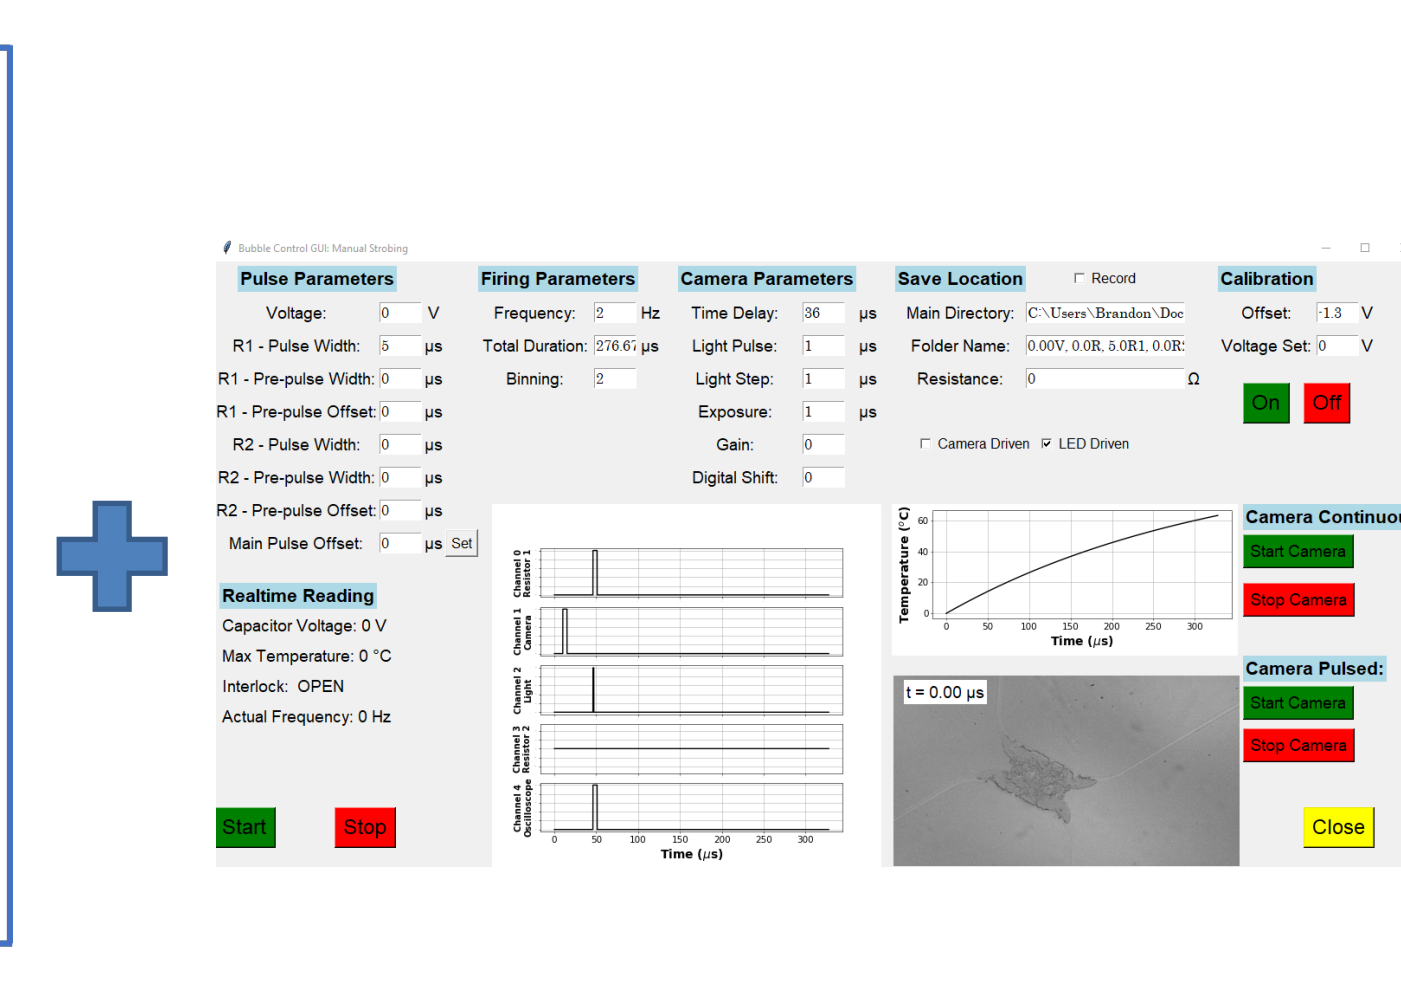 Bubble Control GUI: Manual Strobing
Pulse Parameters
Voltage: 0 V
R1 - Pulse Width: 5 µs
R1 - Pre-pulse Width: 0 µs
R1 - Pre-pulse Offset: 0 µs
R2 - Pulse Width: 0 µs
R2 - Pre-pulse Width: 0 µs
R2 - Pre-pulse Offset: 0 µs
Main Pulse Offset: 0 µs Set
Firing Parameters
Frequency: 2 Hz
Total Duration: 276.67 µs
Binning: 2
Camera Parameters
Time Delay: 36 µs
Light Pulse: 1 µs
Light Step: 1 µs
Exposure: 1 µs
Gain: 0
Digital Shift: 0
Save Location Record
Main Directory: C:\Users\Brandon\Doc
Folder Name: 0.00V, 0.0R, 5.0R1, 0.0R
Resistance: 0 Ω
Camera Driven LED Driven
Calibration
Offset: -1.3 V
Voltage Set: 0 V
On Off
Realtime Reading
Capacitor Voltage: 0 V
Max Temperature: 0 °C
Interlock: OPEN
Actual Frequency: 0 Hz
Start Stop
Channel 0
Resistor 1
Channel 1
Camera
Channel 2
Light
Channel 3
Resistor 2
Channel 4
Oscilloscope
0 50 100 150 200 250 300
Time (µs)
Temperature (°C)
60
40
20
0
0 50 100 150 200 250 300
Time (µs)
t = 0.00 µs
Camera Continuou
Start Camera
Stop Camera
Camera Pulsed:
Start Camera
Stop Camera
Close